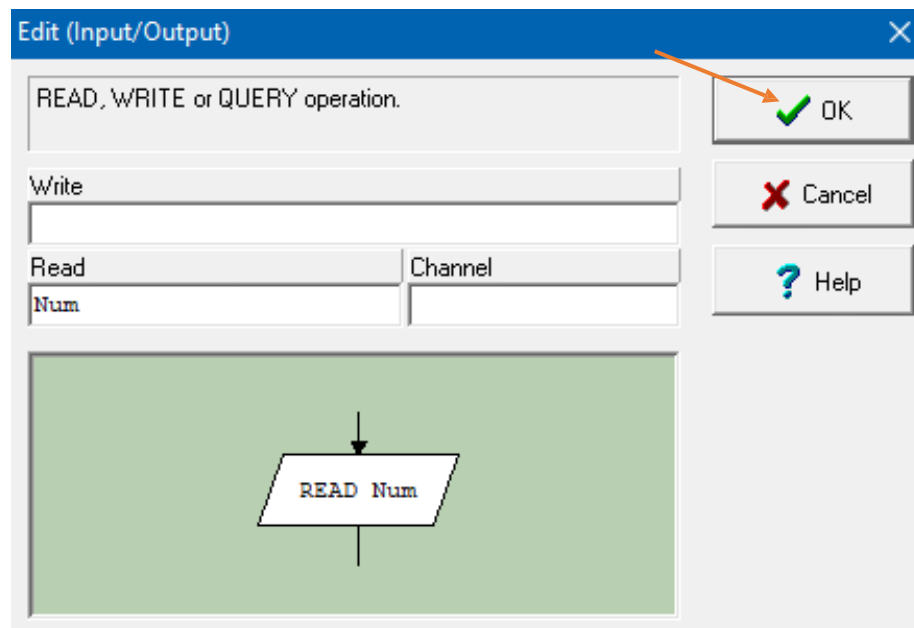 Edit (Input/Output)
READ, WRITE or QUERY operation.
OK
Write
Cancel
Read
Channel
Help
Num
READ Num